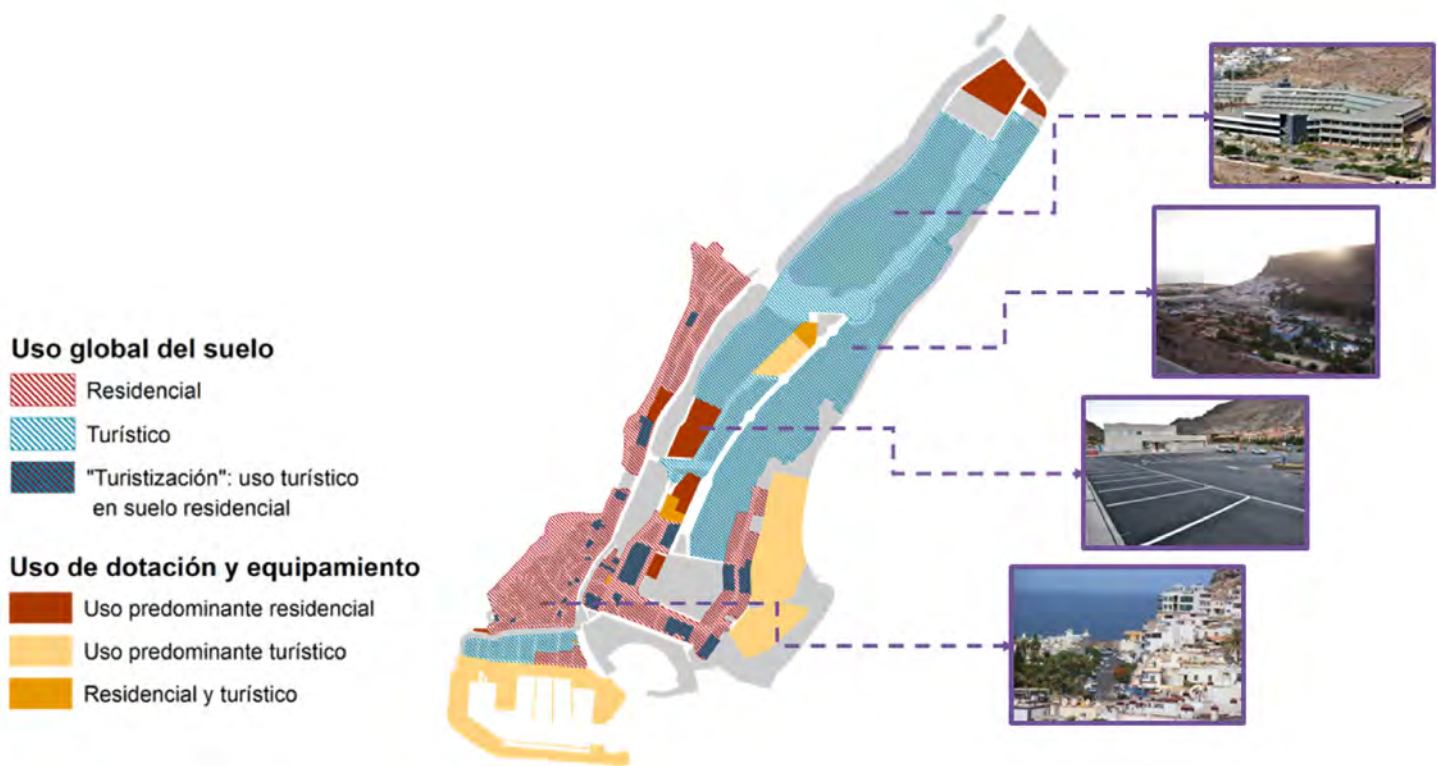 Uso global del suelo
Residencial
Turístico
"Turistización": uso turístico
en suelo residencial
Uso de dotación y equipamiento
Uso predominante residencial
Uso predominante turístico
Residencial y turístico